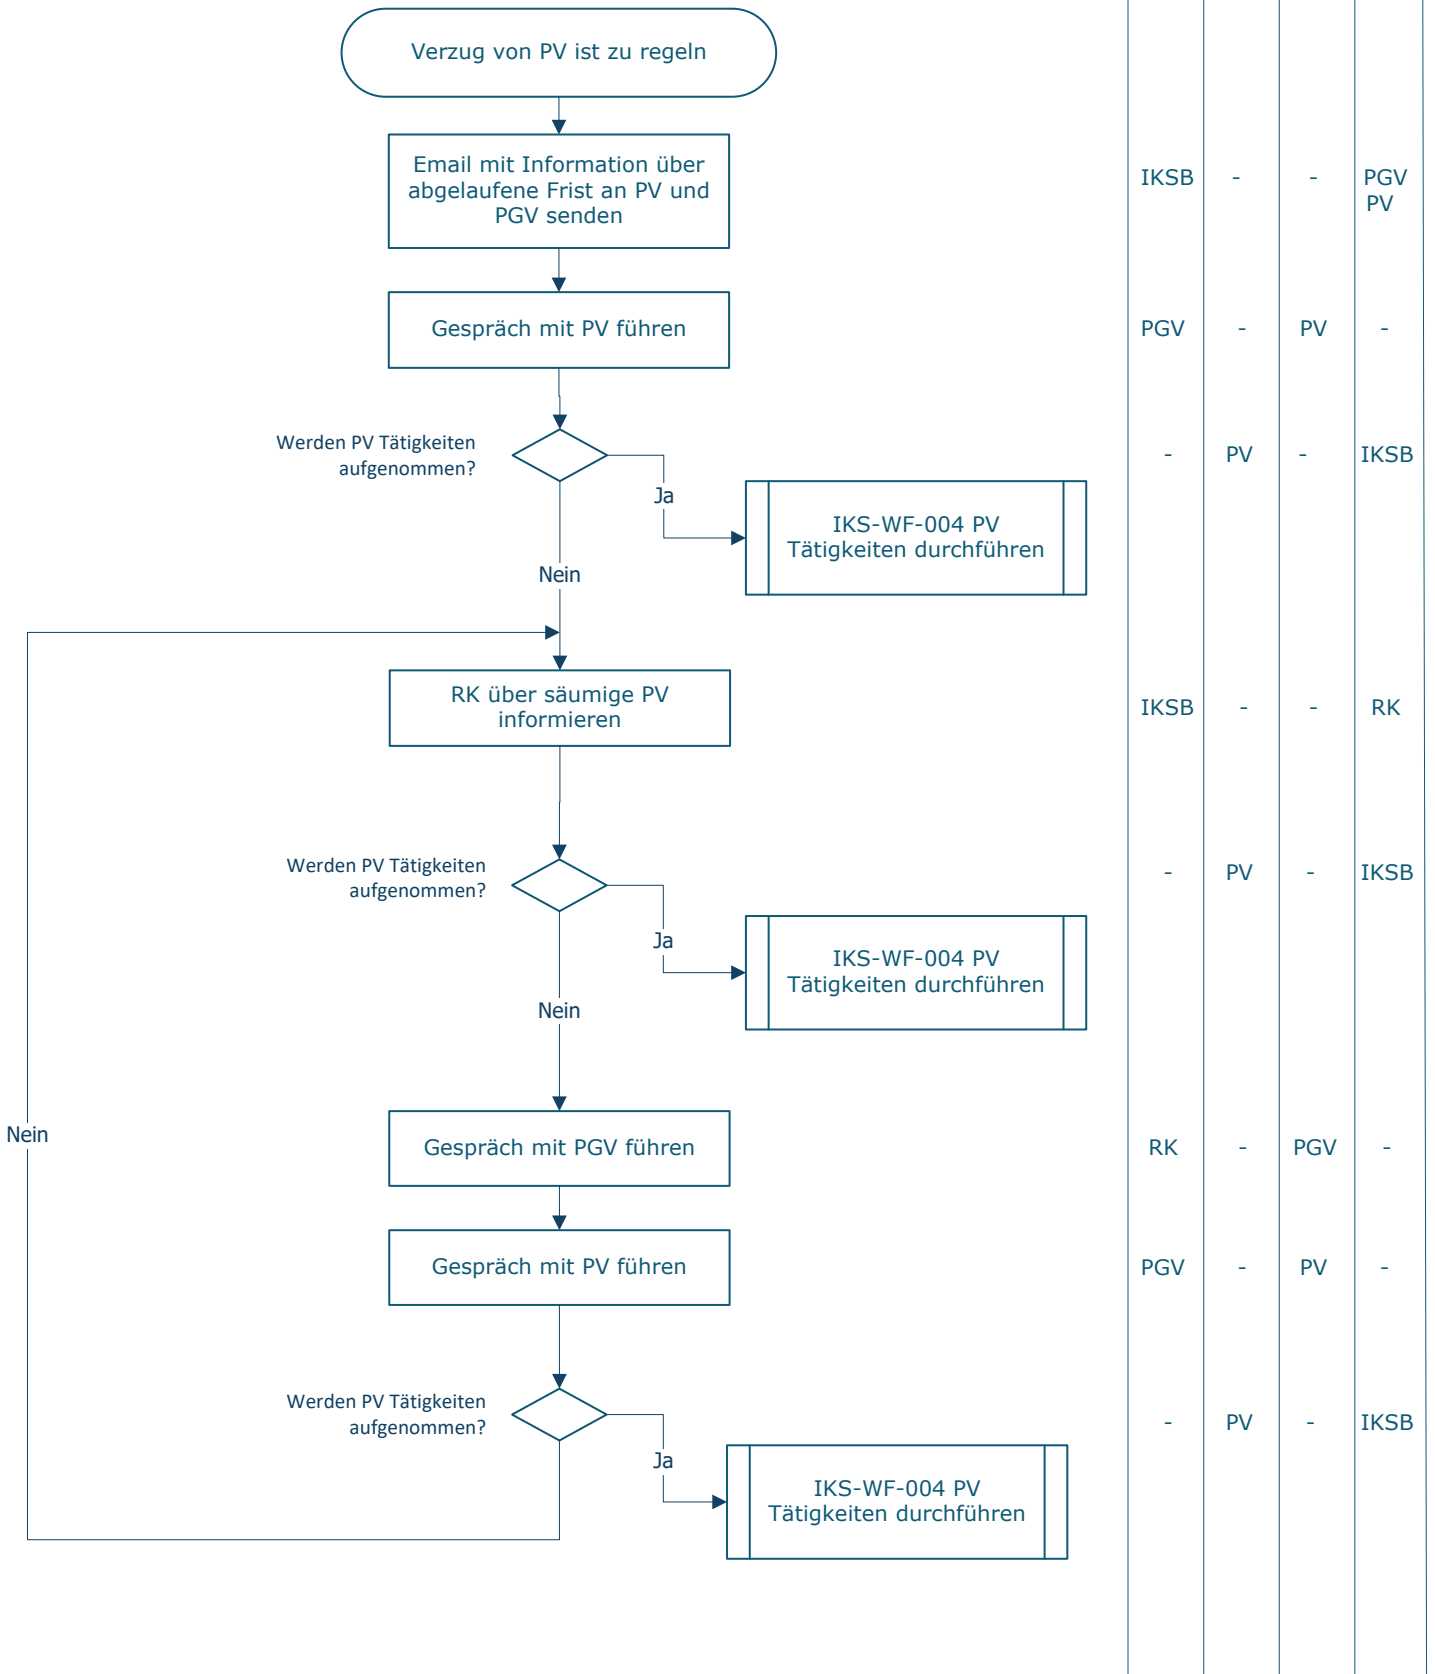 Verzug von PV ist zu regeln
Email mit Information über
abgelaufene Frist an PV und
PGV senden
IKSB - - PGV
PV
Gespräch mit PV führen
PGV - PV -
Werden PV Tätigkeiten
aufgenommen?
- PV - IKSB
Ja
IKS-WF-004 PV
Tätigkeiten durchführen
Nein
RK über säumige PV
informieren
IKSB - - RK
Werden PV Tätigkeiten
aufgenommen?
- PV - IKSB
Ja
IKS-WF-004 PV
Tätigkeiten durchführen
Nein
Nein
Gespräch mit PGV führen
RK - PGV -
Gespräch mit PV führen
PGV - PV -
Werden PV Tätigkeiten
aufgenommen?
- PV - IKSB
Ja
IKS-WF-004 PV
Tätigkeiten durchführen